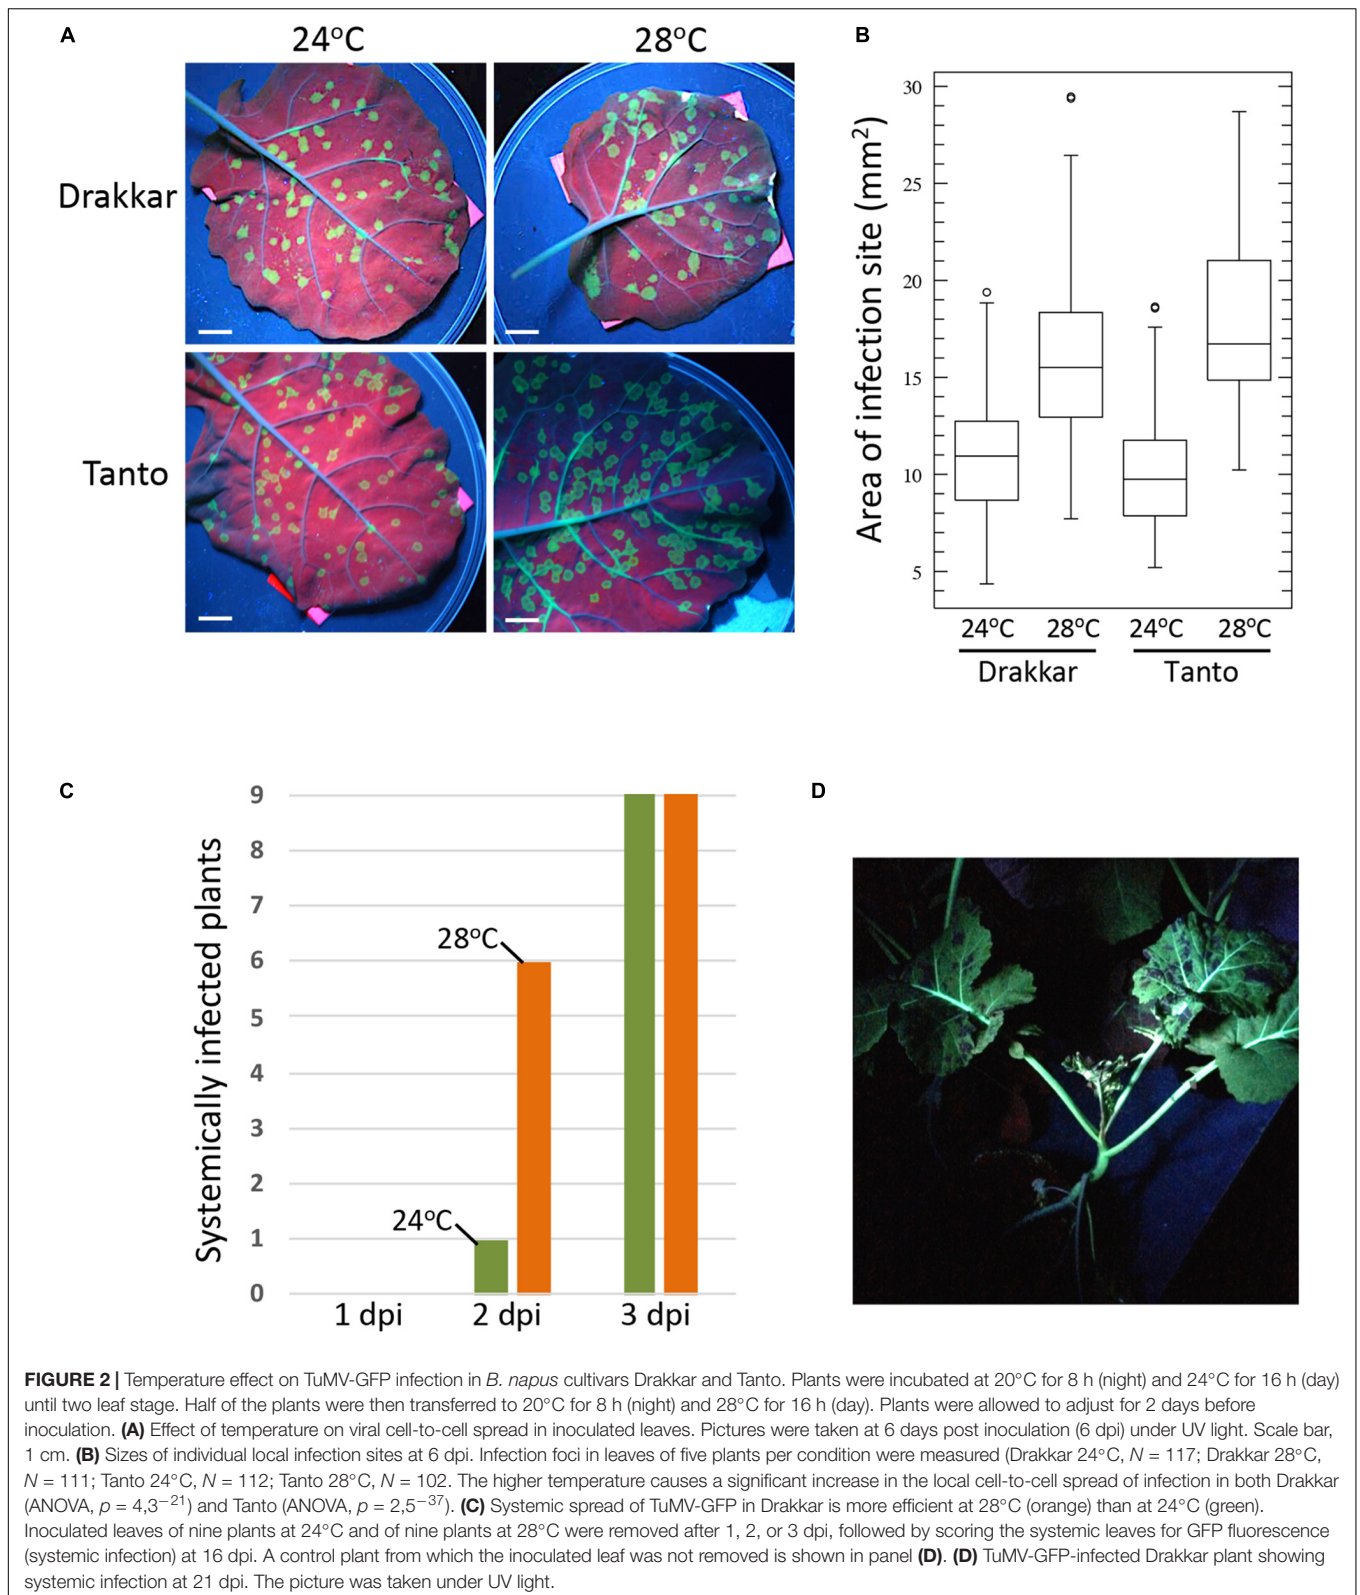 A
24°C
28°C
Drakkar
Tanto
B
Area of infection site (mm²)
30
25
20
15
10
5
24°C 28°C 24°C 28°C
Drakkar Tanto
C
Systemically infected plants
9
8
7
6
5
4
3
2
1
0
28°C
24°C
1 dpi 2 dpi 3 dpi
D
FIGURE 2 | Temperature effect on TuMV-GFP infection in B. napus cultivars Drakkar and Tanto. Plants were incubated at 20°C for 8 h (night) and 24°C for 16 h (day)
until two leaf stage. Half of the plants were then transferred to 20°C for 8 h (night) and 28°C for 16 h (day). Plants were allowed to adjust for 2 days before
inoculation. (A) Effect of temperature on viral cell-to-cell spread in inoculated leaves. Pictures were taken at 6 days post inoculation (6 dpi) under UV light. Scale bar,
1 cm. (B) Sizes of individual local infection sites at 6 dpi. Infection foci in leaves of five plants per condition were measured (Drakkar 24°C, N = 117; Drakkar 28°C,
N = 111; Tanto 24°C, N = 112; Tanto 28°C, N = 102. The higher temperature causes a significant increase in the local cell-to-cell spread of infection in both Drakkar
(ANOVA, p = 4,3⁻²¹) and Tanto (ANOVA, p = 2,5⁻³⁷). (C) Systemic spread of TuMV-GFP in Drakkar is more efficient at 28°C (orange) than at 24°C (green).
Inoculated leaves of nine plants at 24°C and of nine plants at 28°C were removed after 1, 2, or 3 dpi, followed by scoring the systemic leaves for GFP fluorescence
(systemic infection) at 16 dpi. A control plant from which the inoculated leaf was not removed is shown in panel (D). (D) TuMV-GFP-infected Drakkar plant showing
systemic infection at 21 dpi. The picture was taken under UV light.